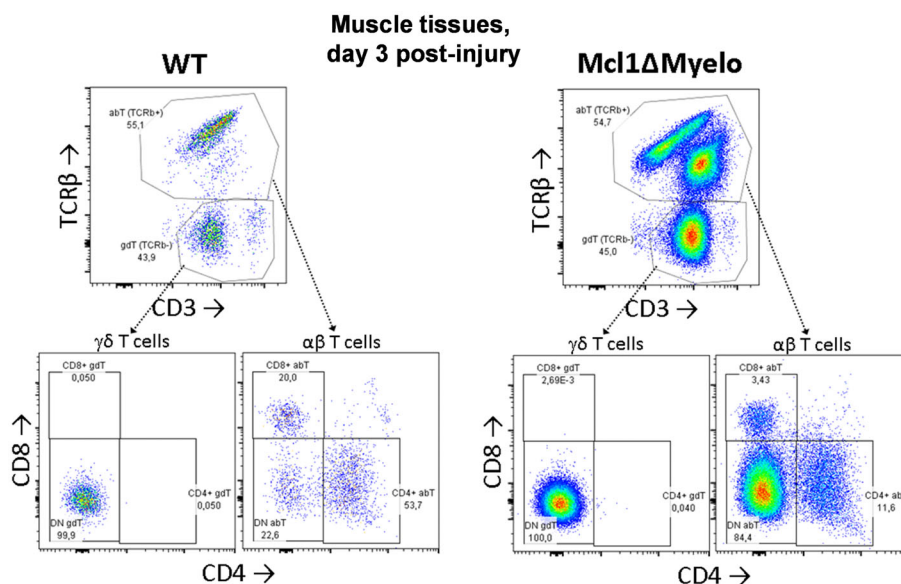 Muscle tissues,
day 3 post-injury
WT
Mcl1ΔMyelo
abT (TCRb+)
55,1
TCRβ →
gdT (TCRb-)
43,9
CD3 →
abT (TCRb+)
54,7
TCRβ →
gdT (TCRb-)
45,0
CD3 →
γδ T cells
αβ T cells
CD8+ gdT
0,050
CD8 →
CD4+ gdT
0,050
DN gdT
99,9
CD8+ abT
20,0
CD4+ abT
53,7
DN abT
22,6
CD4 →
γδ T cells
αβ T cells
CD8+ gdT
2,69E-3
CD8 →
CD4+ gdT
0,040
DN gdT
100,0
CD8+ abT
3,43
CD4+ abT
11,6
DN abT
84,4
CD4 →